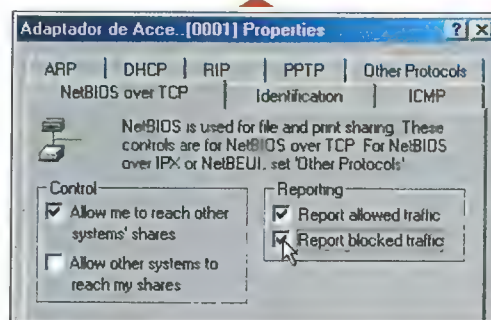 Adaptador de Acce..[0001] Properties
ARP
DHCP
RIP
PPTP
Other Protocols
NetBIOS over TCP
Identification
ICMP
NetBIOS is used for file and print sharing These
controls are for NetBIOS over TCP For NetBIOS
over IPX or NetBEUI, set 'Other Protocols'
Control
Allow me to reach other
systems' shares
Allow other systems to
reach my shares
Reporting
Report allowed traffic
Report blocked traffic